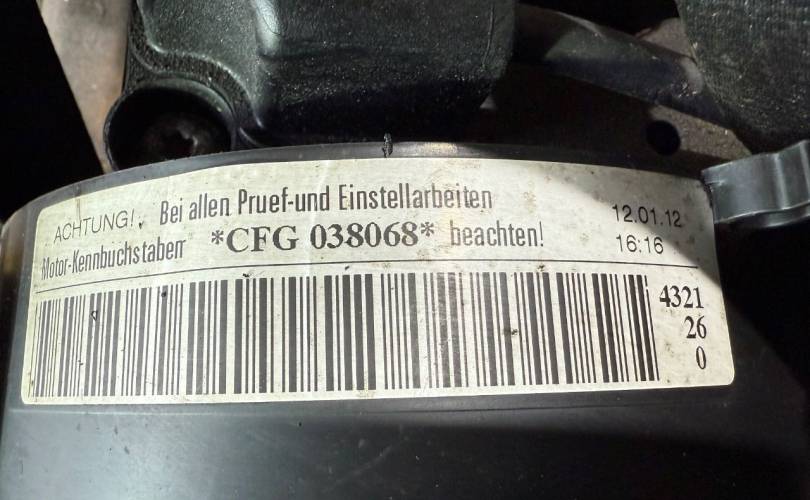 ACHTUNG! Bei allen Pruef-und Einstellarbeiten
Motor-Kennbuchstaben *CFG 038068* beachten!
12.01.12
16:16
4321
26
0